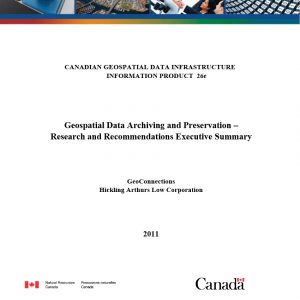 CANADIAN GEOSPATIAL DATA INFRASTRUCTURE
INFORMATION PRODUCT 26e
Geospatial Data Archiving and Preservation –
Research and Recommendations Executive Summary
GeoConnections
Hickling Arthurs Low Corporation
2011
Natural Resources Ressources naturelles
Canada Canada
Canada